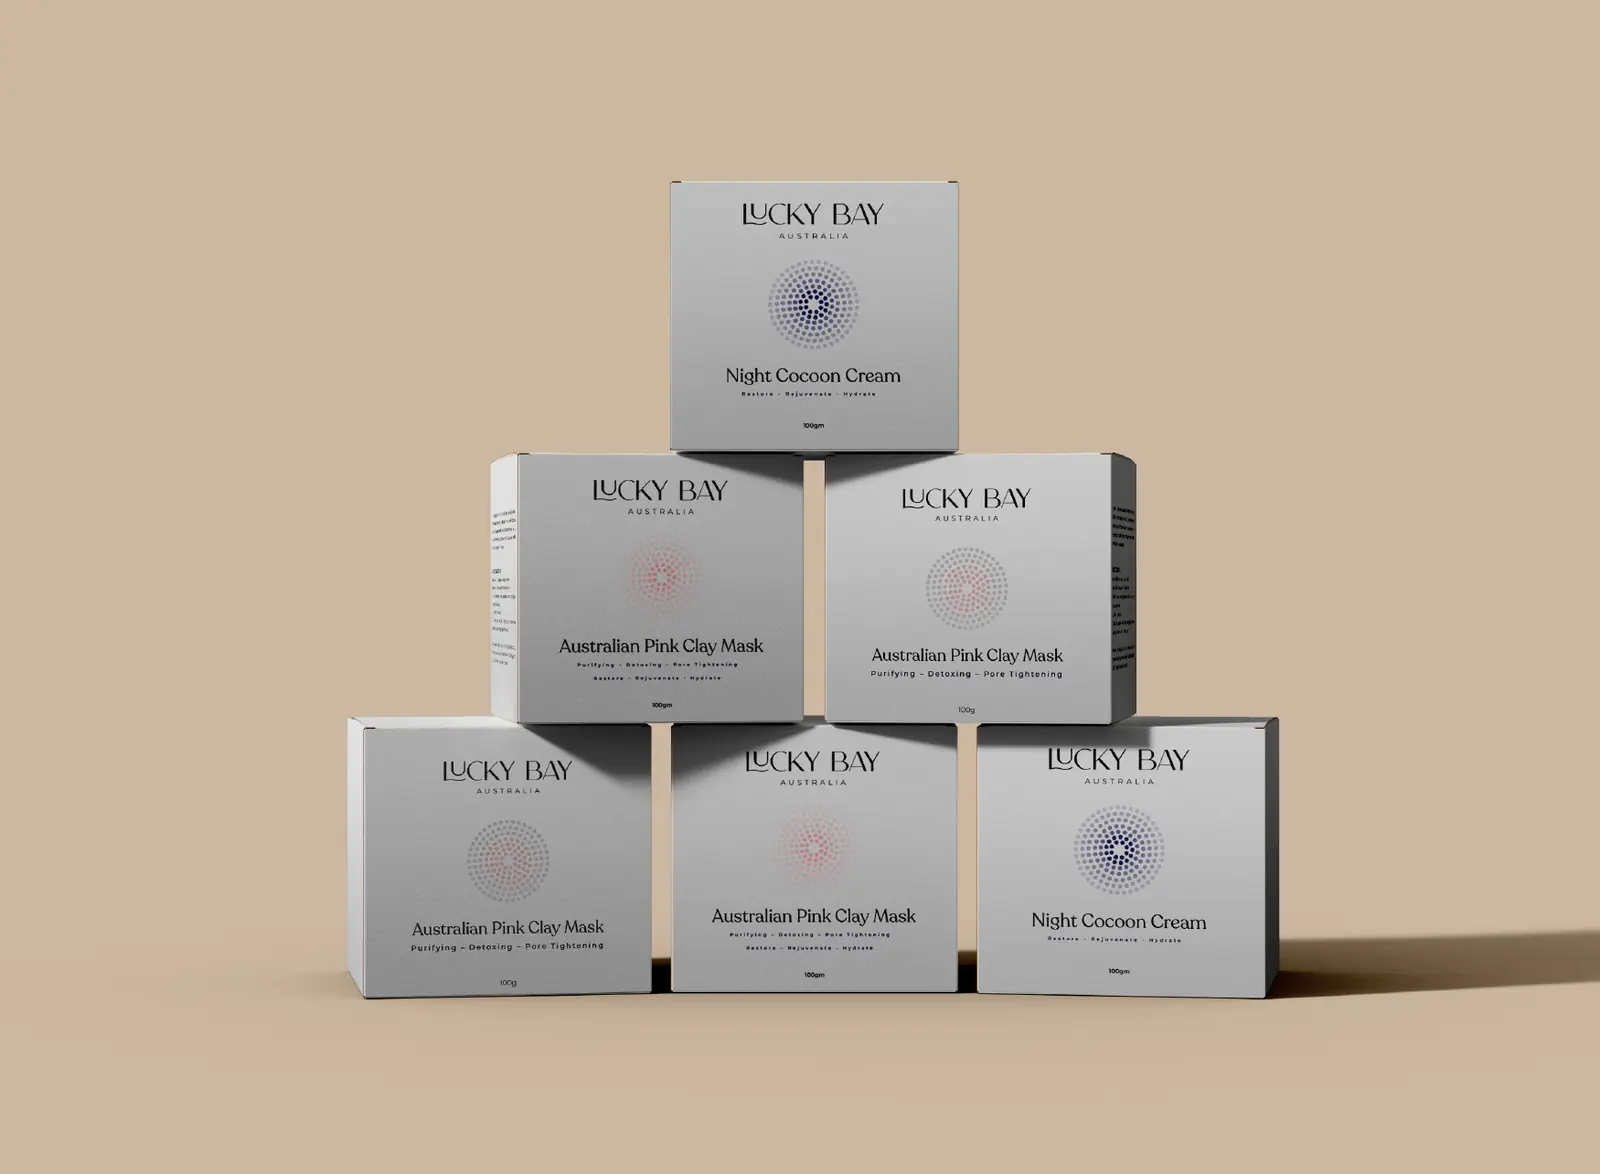 LUCKY BAY
AUSTRALIA
Night Cocoon Cream
Restore - Rejuvenate - Hydrate
100gm
LUCKY BAY
AUSTRALIA
Australian Pink Clay Mask
Purifying - Detoxing - Pore Tightening
Restore - Rejuvenate - Hydrate
100gm
LUCKY BAY
AUSTRALIA
Australian Pink Clay Mask
Purifying – Detoxing – Pore Tightening
100g
LUCKY BAY
AUSTRALIA
Australian Pink Clay Mask
Purifying – Detoxing – Pore Tightening
100g
LUCKY BAY
AUSTRALIA
Australian Pink Clay Mask
Purifying - Detoxing - Pore Tightening
Restore - Rejuvenate - Hydrate
100gm
LUCKY BAY
AUSTRALIA
Night Cocoon Cream
Restore - Rejuvenate - Hydrate
100gm